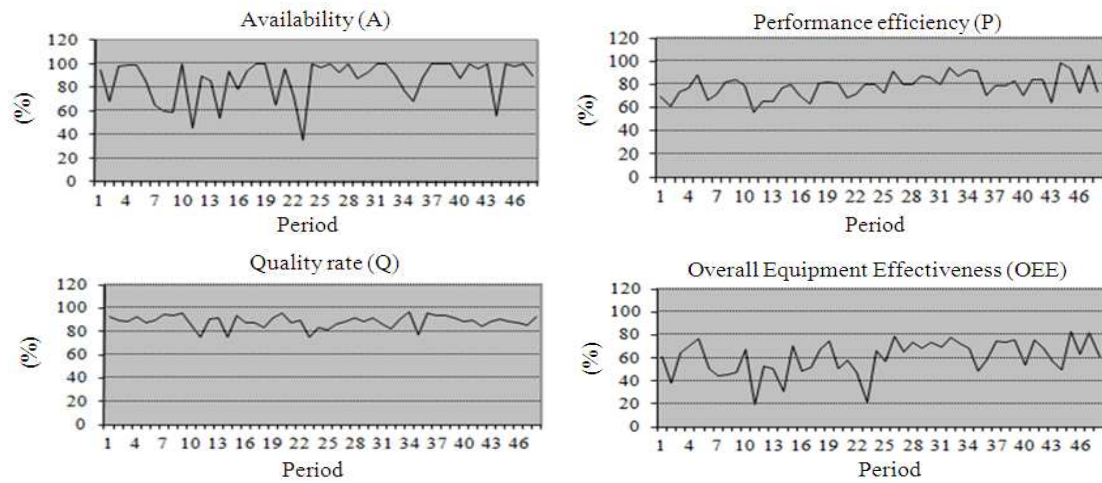 Availability (A)
(%)
120
100
80
60
40
20
0
1 4 7 10 13 16 19 22 25 28 31 34 37 40 43 46
Period
Performance efficiency (P)
(%)
120
100
80
60
40
20
0
1 4 7 10 13 16 19 22 25 28 31 34 37 40 43 46
Period
Quality rate (Q)
(%)
120
100
80
60
40
20
0
1 4 7 10 13 16 19 22 25 28 31 34 37 40 43 46
Period
Overall Equipment Effectiveness (OEE)
(%)
120
100
80
60
40
20
0
1 4 7 10 13 16 19 22 25 28 31 34 37 40 43 46
Period